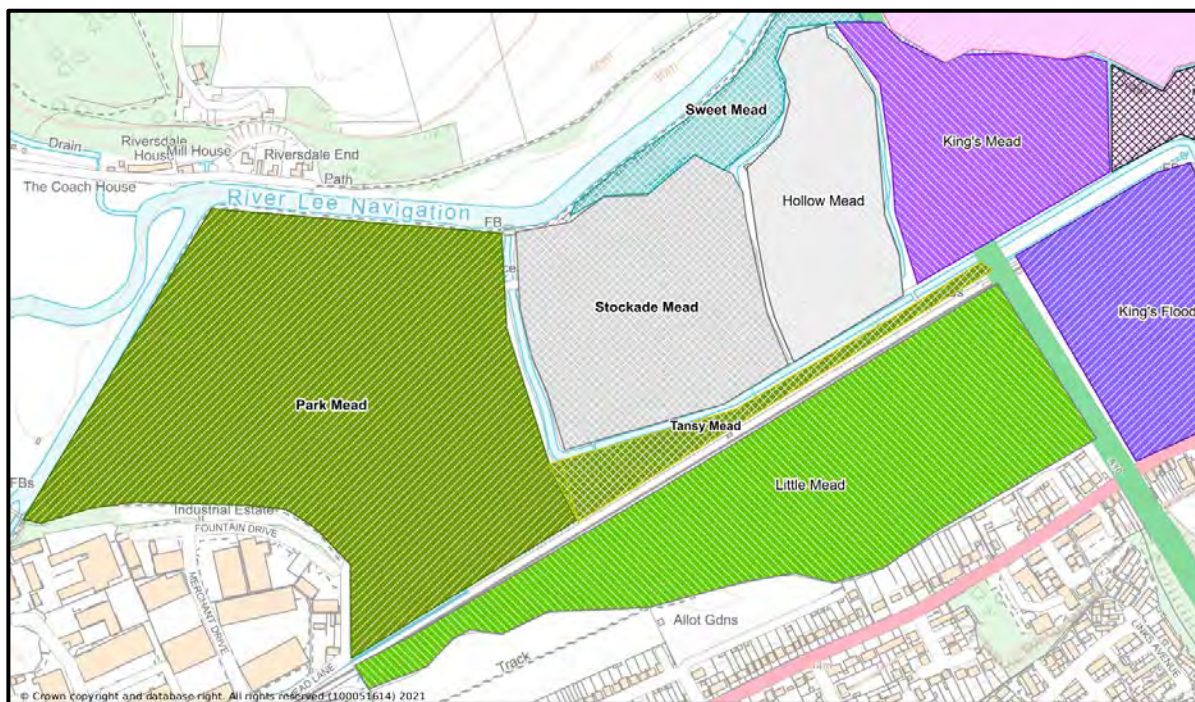 Sweet Mead
King's Mead
Drain
Riversdale
House
Mill House
Riversdale End
Path
The Coach House
River Lee Navigation
FB
Hollow Mead
Stockade Mead
King's Flood
Park Mead
Tansy Mead
Little Mead
FBs
Industrial Estate
FOUNTAIN DRIVE
MERCHANT DRIVE
Allot Gdns
Track
LINKS AVENUE
© Crown copyright and database right. All rights reserved (100051614) 2021